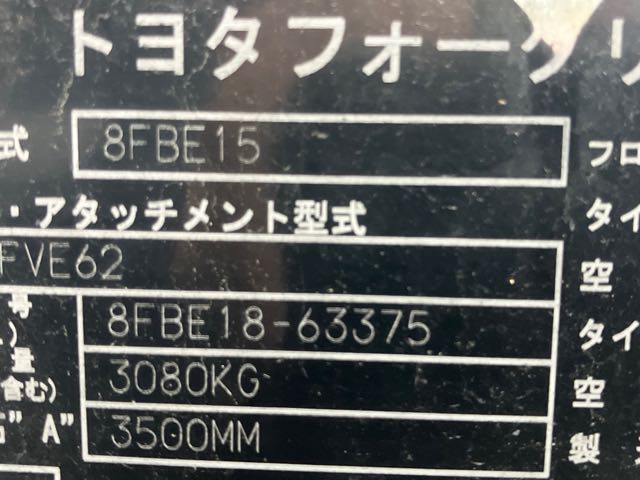 トヨタフォークリ
式 8FBE15 フロ
・アタッチメント型式 タイ
FVE62 空
号 8FBE18-63375 タイ
量 3080KG 空
含む)
" A" 3500MM 製